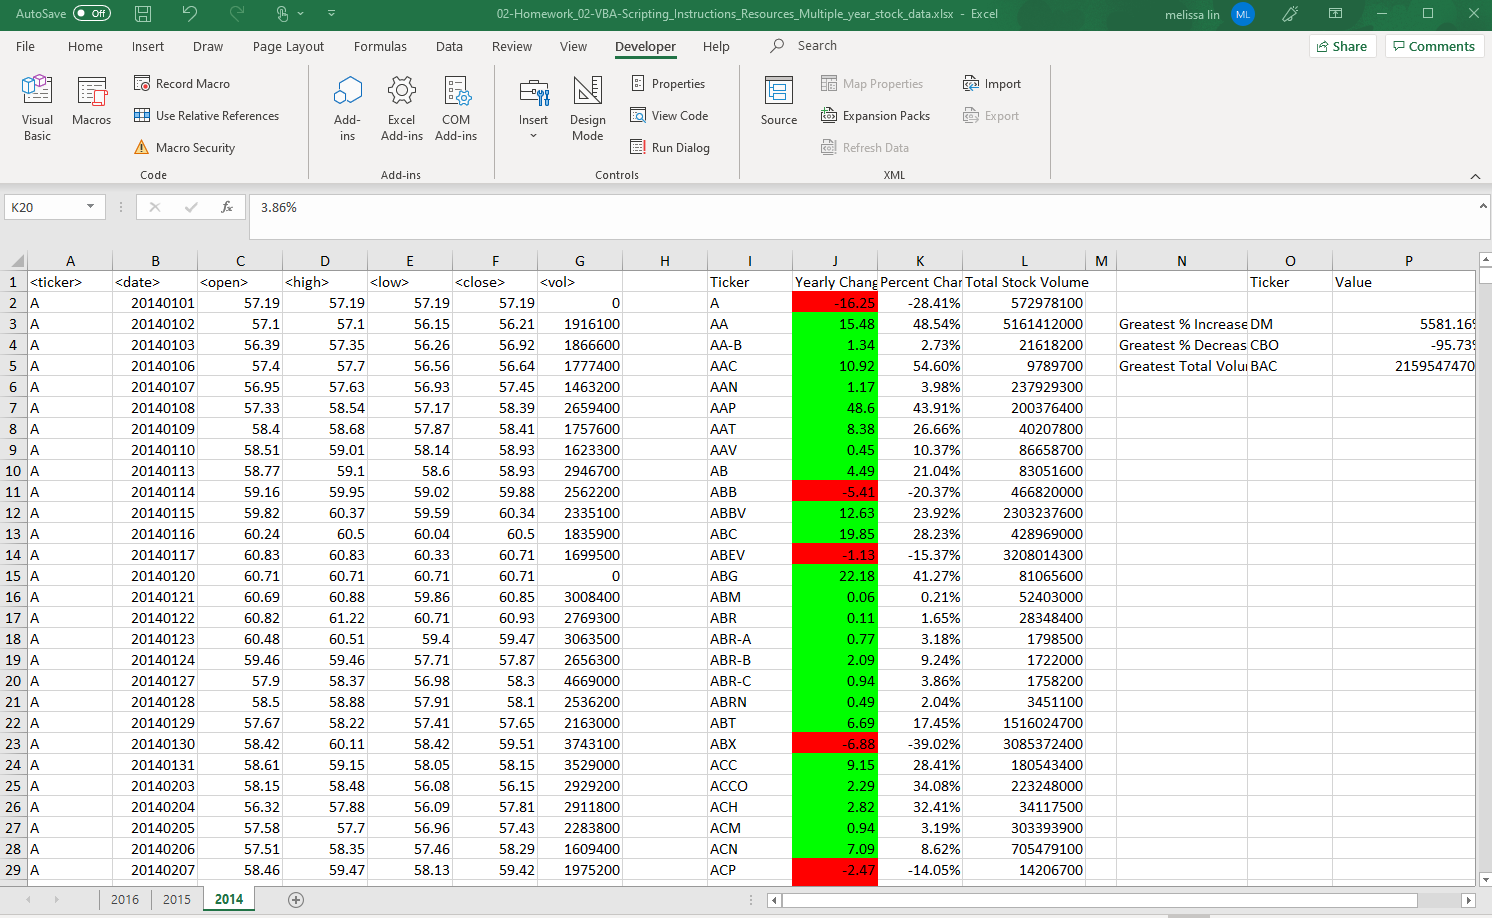 AutoSave Off 02-Homework_02-VBA-Scripting_Instructions_Resources_Multiple_year_stock_data.xlsx - Excel melissa lin ML
File Home Insert Draw Page Layout Formulas Data Review View Developer Help Search Share Comments
Visual Basic
Macros
Record Macro
Use Relative References
Macro Security
Code
Add-ins
Excel Add-ins
COM Add-ins
Add-ins
Insert
Design Mode
Properties
View Code
Run Dialog
Controls
Source
Map Properties
Expansion Packs
Refresh Data
Import
Export
XML
K20 fx 3.86%
A B C D E F G H I J K L M N O P
1 <ticker> <date> <open> <high> <low> <close> <vol> Ticker Yearly Chang Percent Char Total Stock Volume Ticker Value
2 A 20140101 57.19 57.19 57.19 57.19 0 A -16.25 -28.41% 572978100
3 A 20140102 57.1 57.1 56.15 56.21 1916100 AA 15.48 48.54% 5161412000 Greatest % Increase DM 5581.16%
4 A 20140103 56.39 57.35 56.26 56.92 1866600 AA-B 1.34 2.73% 21618200 Greatest % Decreas CBO -95.73%
5 A 20140106 57.4 57.7 56.56 56.64 1777400 AAC 10.92 54.60% 9789700 Greatest Total Volu BAC 2159547470
6 A 20140107 56.95 57.63 56.93 57.45 1463200 AAN 1.17 3.98% 237929300
7 A 20140108 57.33 58.54 57.17 58.39 2659400 AAP 48.6 43.91% 200376400
8 A 20140109 58.4 58.68 57.87 58.41 1757600 AAT 8.38 26.66% 40207800
9 A 20140110 58.51 59.01 58.14 58.93 1623300 AAV 0.45 10.37% 86658700
10 A 20140113 58.77 59.1 58.6 58.93 2946700 AB 4.49 21.04% 83051600
11 A 20140114 59.16 59.95 59.02 59.88 2562200 ABB -5.41 -20.37% 466820000
12 A 20140115 59.82 60.37 59.59 60.34 2335100 ABBV 12.63 23.92% 2303237600
13 A 20140116 60.24 60.5 60.04 60.5 1835900 ABC 19.85 28.23% 428969000
14 A 20140117 60.83 60.83 60.33 60.71 1699500 ABEV -1.13 -15.37% 3208014300
15 A 20140120 60.71 60.71 60.71 60.71 0 ABG 22.18 41.27% 81065600
16 A 20140121 60.69 60.88 59.86 60.85 3008400 ABM 0.06 0.21% 52403000
17 A 20140122 60.82 61.22 60.71 60.93 2769300 ABR 0.11 1.65% 28348400
18 A 20140123 60.48 60.51 59.4 59.47 3063500 ABR-A 0.77 3.18% 1798500
19 A 20140124 59.46 59.46 57.71 57.87 2656300 ABR-B 2.09 9.24% 1722000
20 A 20140127 57.9 58.37 56.98 58.3 4669000 ABR-C 0.94 3.86% 1758200
21 A 20140128 58.5 58.88 57.91 58.1 2536200 ABRN 0.49 2.04% 3451100
22 A 20140129 57.67 58.22 57.41 57.65 2163000 ABT 6.69 17.45% 1516024700
23 A 20140130 58.42 60.11 58.42 59.51 3743100 ABX -6.88 -39.02% 3085372400
24 A 20140131 58.61 59.15 58.05 58.15 3529000 ACC 9.15 28.41% 180543400
25 A 20140203 58.15 58.48 56.08 56.15 2929200 ACCO 2.29 34.08% 223248000
26 A 20140204 56.32 57.88 56.09 57.81 2911800 ACH 2.82 32.41% 34117500
27 A 20140205 57.58 57.7 56.96 57.43 2283800 ACM 0.94 3.19% 303393900
28 A 20140206 57.51 58.35 57.46 58.29 1609400 ACN 7.09 8.62% 705479100
29 A 20140207 58.46 59.47 58.13 59.42 1975200 ACP -2.47 -14.05% 14206700
2016 2015 2014